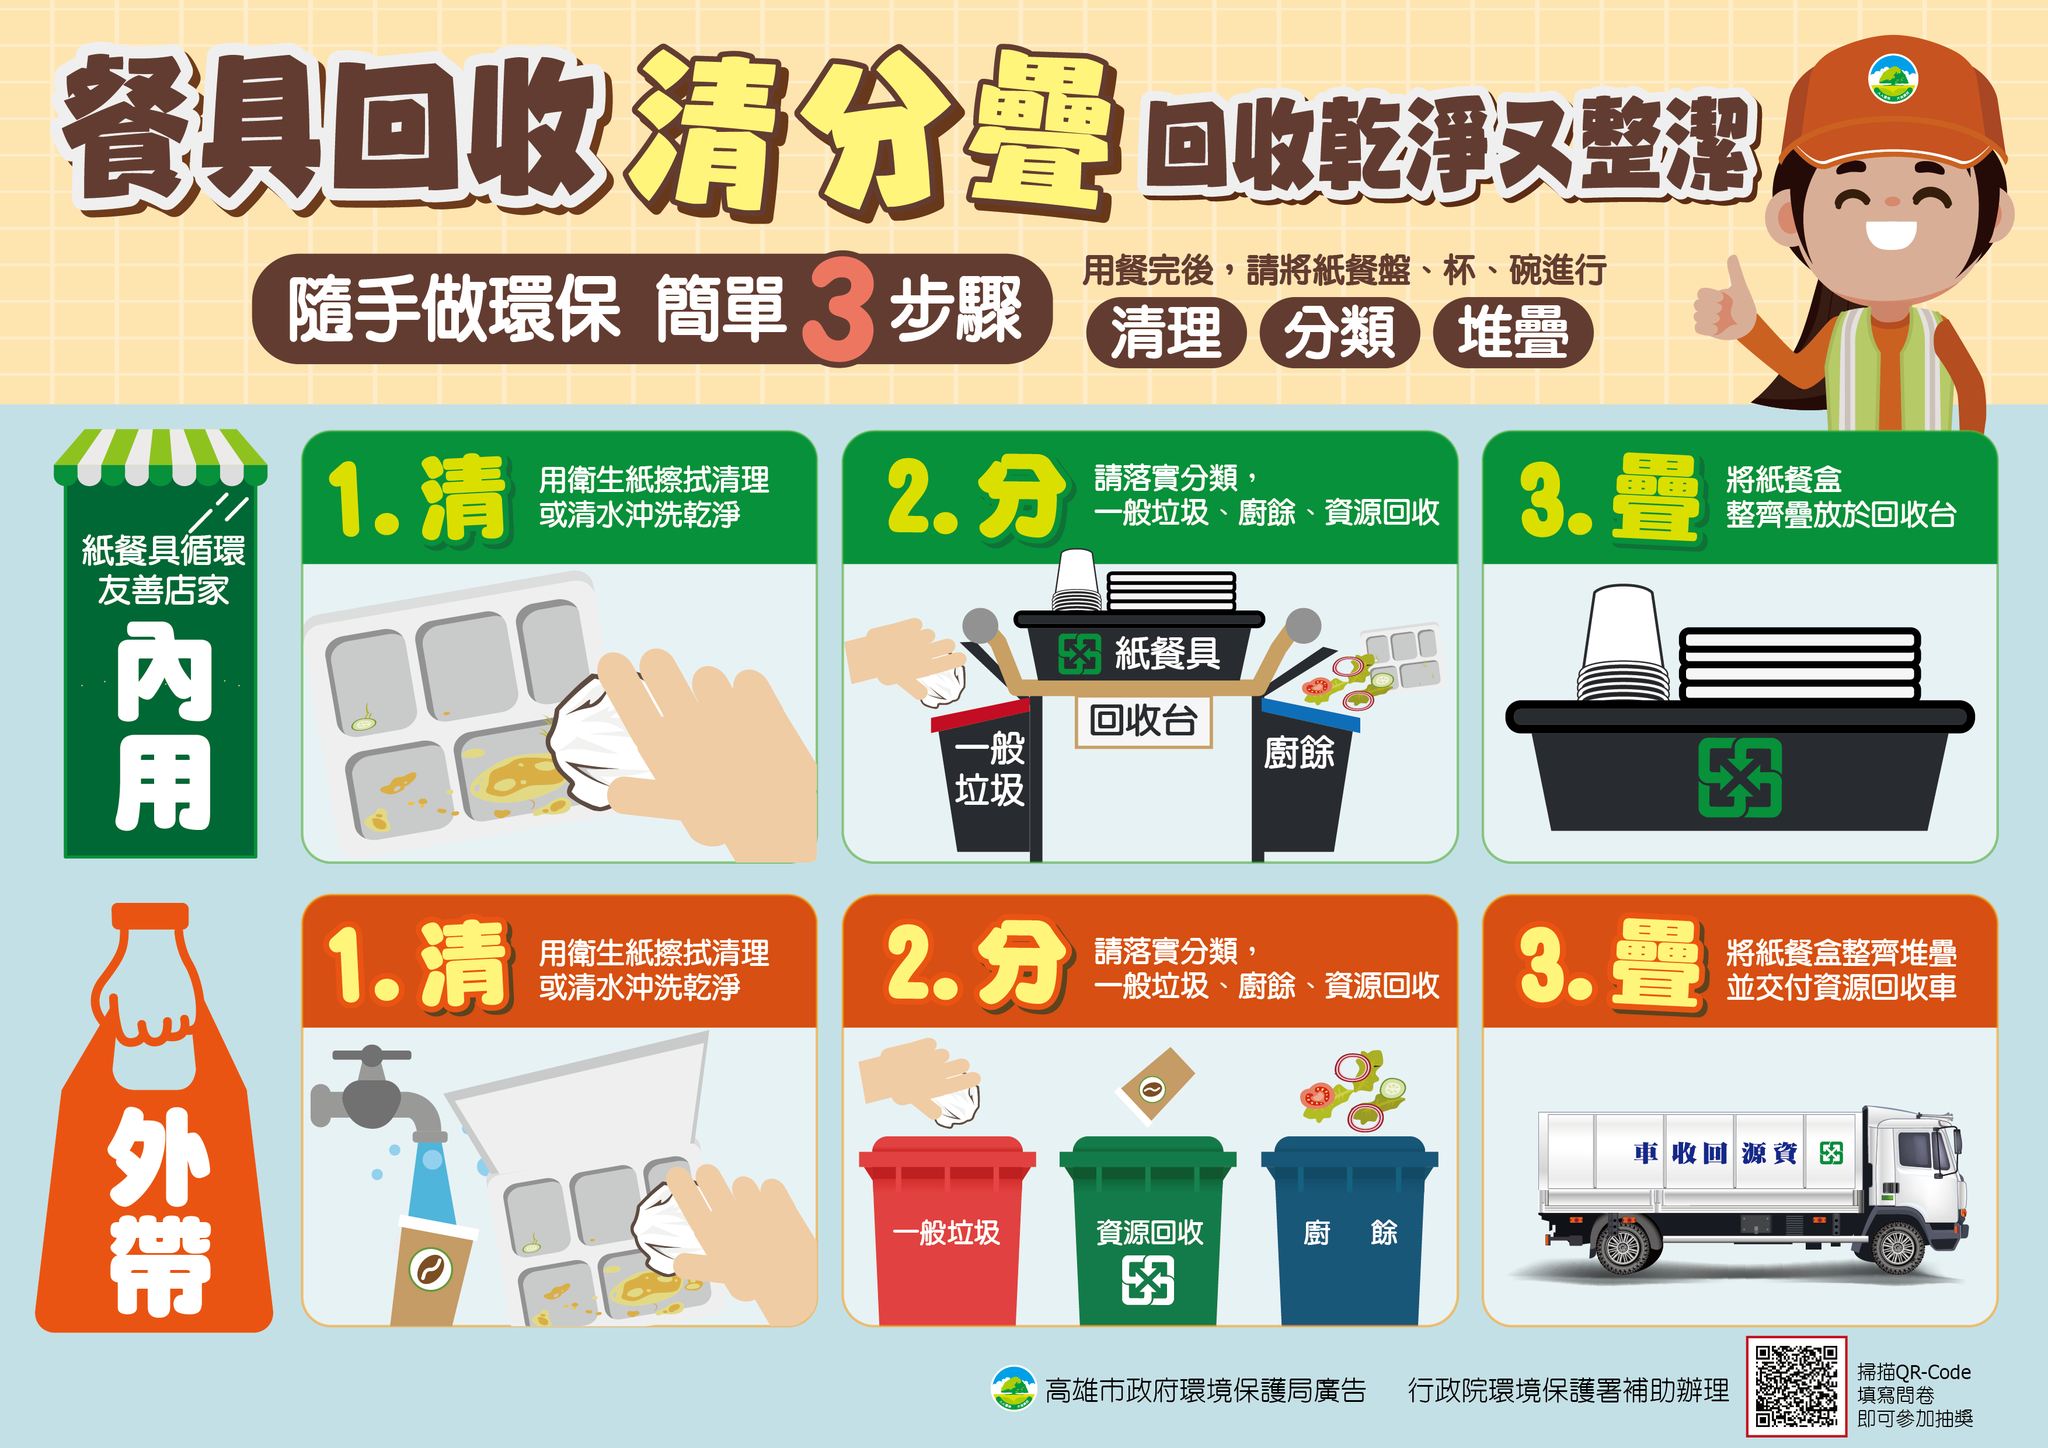 餐具回收 清分疊 回收乾淨又整潔
隨手做環保 簡單3步驟
用餐完後，請將紙餐盤、杯、碗進行
清理 分類 堆疊
紙餐具循環
友善店家
內用
1.清
用衛生紙擦拭清理
或清水沖洗乾淨
2.分
請落實分類，
一般垃圾、廚餘、資源回收
紙餐具
回收台
一般
垃圾
廚餘
3.疊
將紙餐盒
整齊疊放於回收台
外帶
1.清
用衛生紙擦拭清理
或清水沖洗乾淨
2.分
請落實分類，
一般垃圾、廚餘、資源回收
一般垃圾
資源回收
廚 餘
3.疊
將紙餐盒整齊堆疊
並交付資源回收車
車收回源資
高雄市政府環境保護局廣告 行政院環境保護署補助辦理
掃描QR-Code
填寫問卷
即可參加抽獎